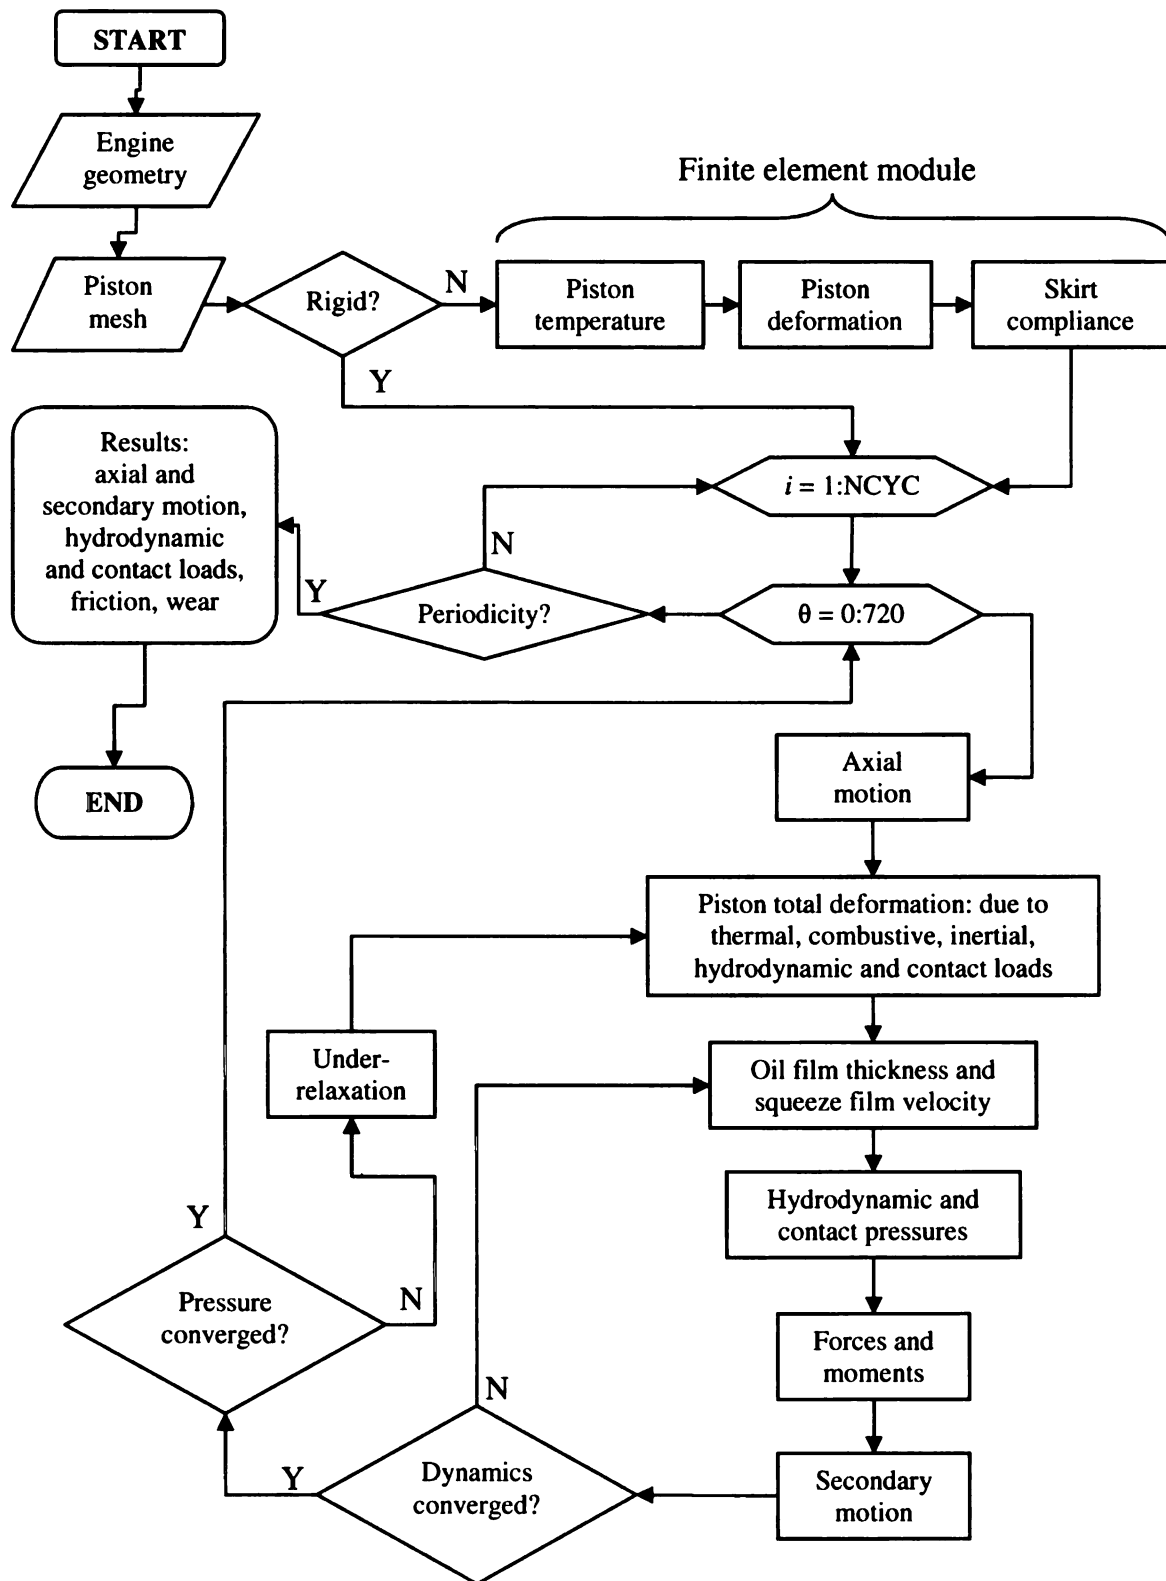 START
Engine
geometry
Finite element module
Piston
mesh
Rigid?
N
Piston
temperature
Piston
deformation
Skirt
compliance
Y
Results:
axial and
secondary motion,
hydrodynamic
and contact loads,
friction, wear
i = 1:NCYC
N
Y
Periodicity?
θ = 0:720
END
Axial
motion
Piston total deformation: due to
thermal, combustive, inertial,
hydrodynamic and contact loads
Under-
relaxation
Oil film thickness and
squeeze film velocity
Hydrodynamic and
contact pressures
Y
Pressure
converged?
N
Forces and
moments
N
Y
Dynamics
converged?
Secondary
motion